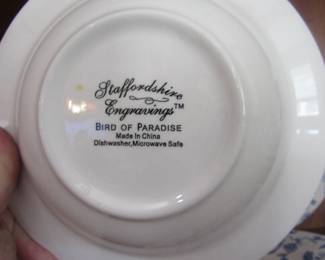 Staffordshire
Engravings™
BIRD OF PARADISE
Made In China
Dishwasher,Microwave Safe